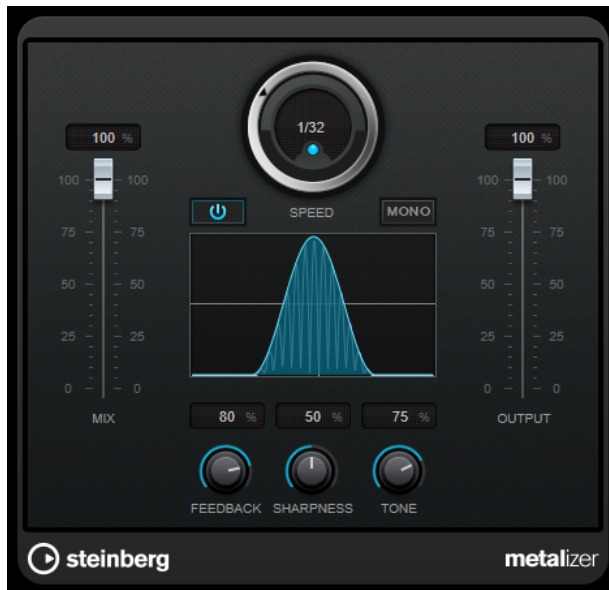 1/32
100 %
100 %
SPEED
MONO
100 100
75 75
50 50
25 25
0 0
MIX
100 100
75 75
50 50
25 25
0 0
OUTPUT
80 %
50 %
75 %
FEEDBACK
SHARPNESS
TONE
steinberg
metalizer